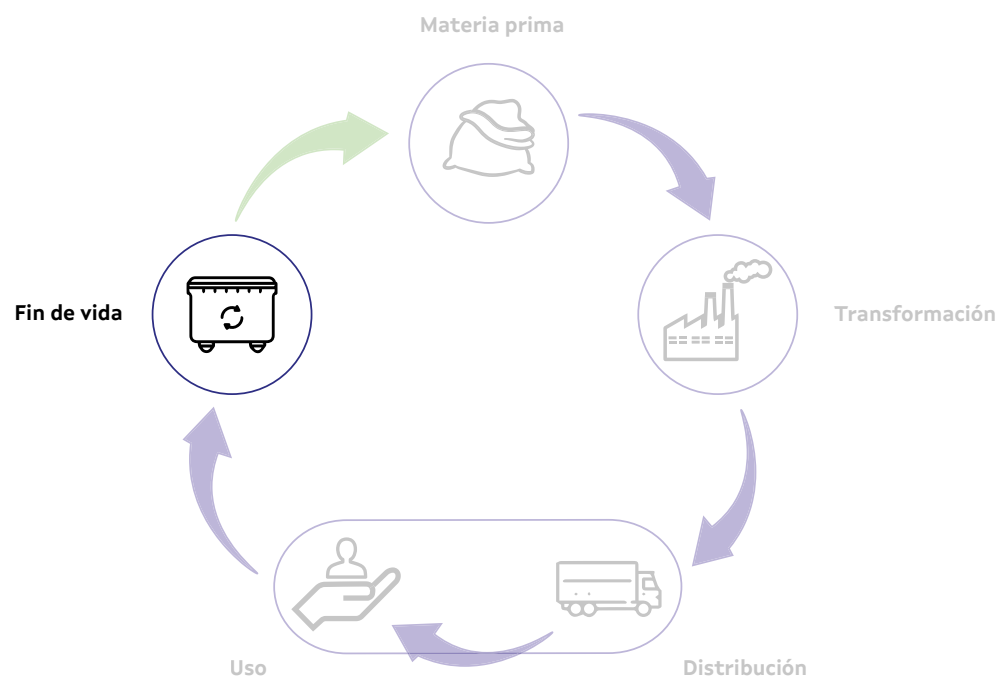 Materia prima
Fin de vida
Transformación
Uso
Distribución